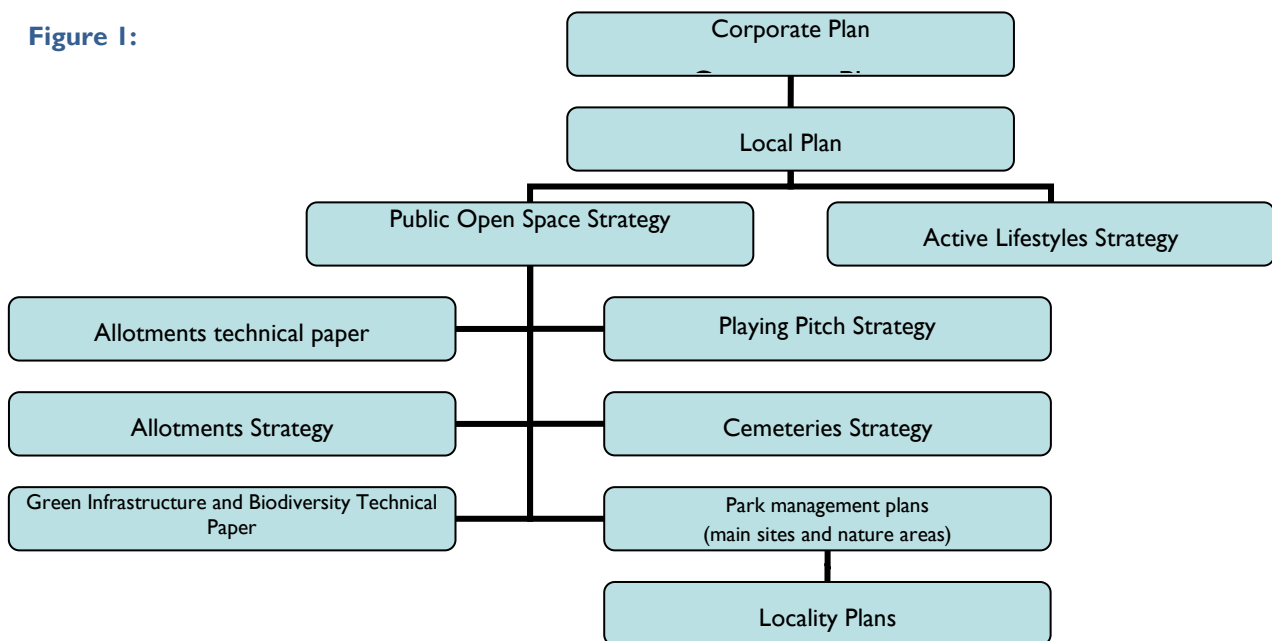 Figure 1:
Corporate Plan
Local Plan
Public Open Space Strategy
Active Lifestyles Strategy
Allotments technical paper
Playing Pitch Strategy
Allotments Strategy
Cemeteries Strategy
Green Infrastructure and Biodiversity Technical
Paper
Park management plans
(main sites and nature areas)
Locality Plans